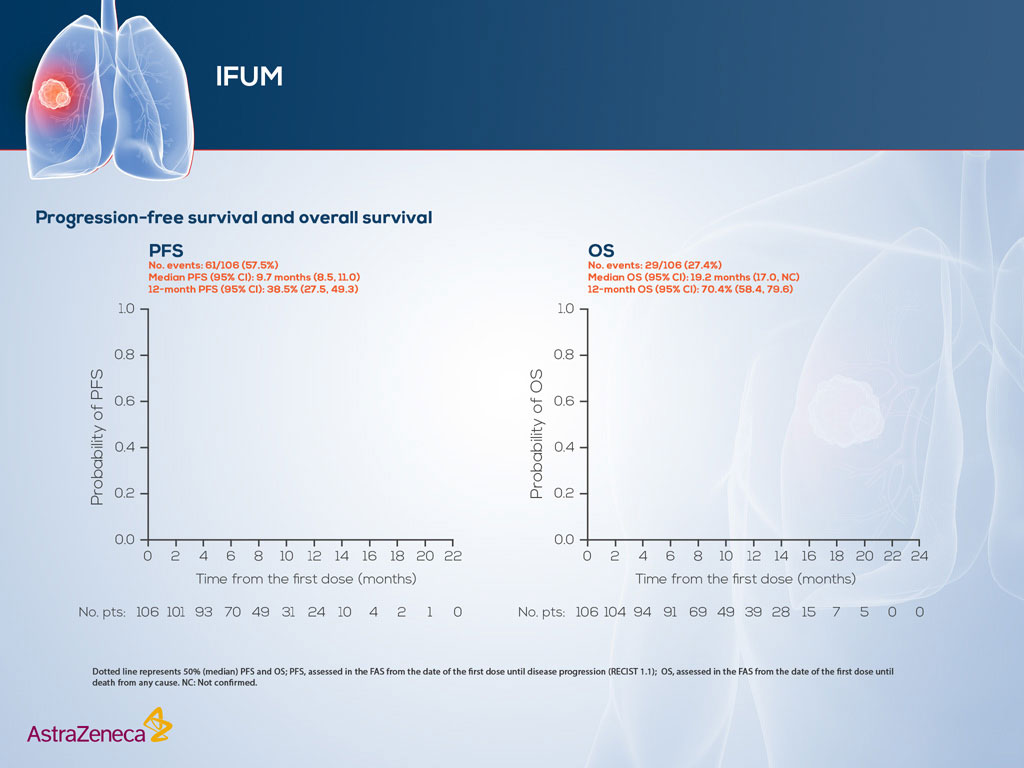 IFUM
Progression-free survival and overall survival
PFS
No. events: 61/106 (57.5%)
Median PFS (95% CI): 9.7 months (8.5, 11.0)
12-month PFS (95% CI): 38.5% (27.5, 49.3)
1.0
0.8
0.6
0.4
0.2
0.0
Probability of PFS
0 2 4 6 8 10 12 14 16 18 20 22
Time from the first dose (months)
No. pts: 106 101 93 70 49 31 24 10 4 2 1 0
OS
No. events: 29/106 (27.4%)
Median OS (95% CI): 19.2 months (17.0, NC)
12-month OS (95% CI): 70.4% (58.4, 79.6)
1.0
0.8
0.6
0.4
0.2
0.0
Probability of OS
0 2 4 6 8 10 12 14 16 18 20 22 24
Time from the first dose (months)
No. pts: 106 104 94 91 69 49 39 28 15 7 5 0 0
Dotted line represents 50% (median) PFS and OS; PFS, assessed in the FAS from the date of the first dose until disease progression (RECIST 1.1); OS, assessed in the FAS from the date of the first dose until
death from any cause. NC: Not confirmed.
AstraZeneca